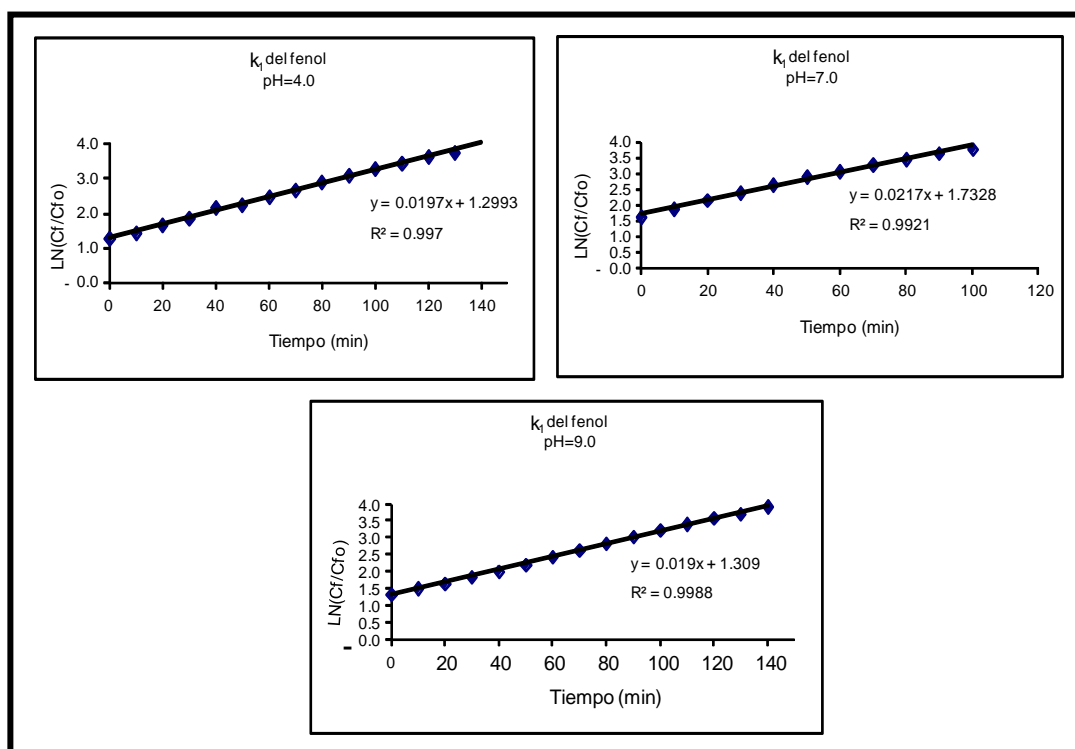 k₁ del fenol
pH=4.0
LN(Cf/Cfo)
4.0
3.0
2.0
1.0
- 0.0
y = 0.0197x + 1.2993
R² = 0.997
0 20 40 60 80 100 120 140
Tiempo (min)
k₁ del fenol
pH=7.0
LN(Cf/Cfo)
4.0
3.5
3.0
2.5
2.0
1.5
1.0
0.5
- 0.0
y = 0.0217x + 1.7328
R² = 0.9921
0 20 40 60 80 100 120
Tiempo (min)
k₁ del fenol
pH=9.0
LN(Cf/Cfo)
4.0
3.5
3.0
2.5
2.0
1.5
1.0
0.5
- 0.0
y = 0.019x + 1.309
R² = 0.9988
0 20 40 60 80 100 120 140
Tiempo (min)